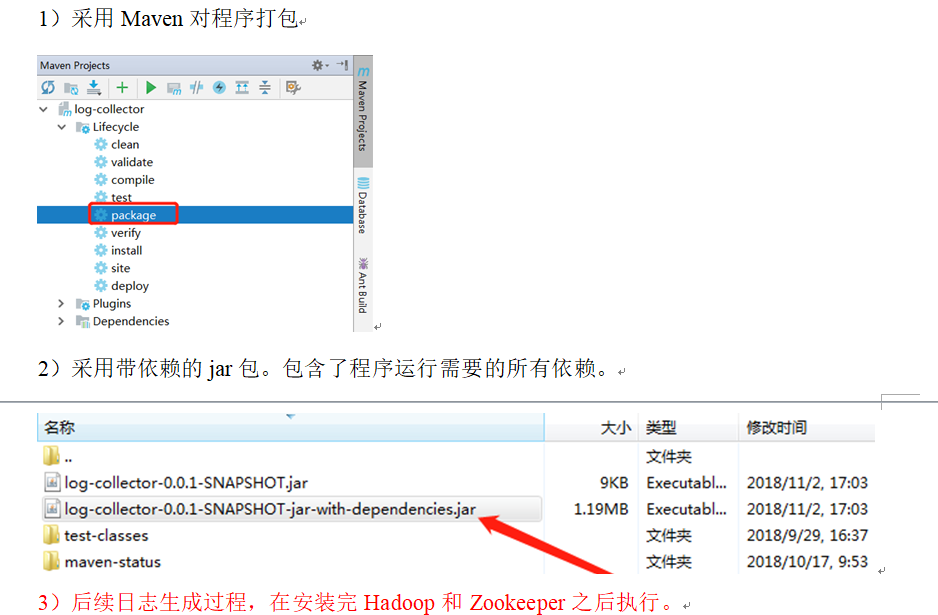 1）采用 Maven 对程序打包
Maven Projects
log-collector
Lifecycle
clean
validate
compile
test
package
verify
install
site
deploy
Plugins
Dependencies
Maven Projects
Database
Ant Build
2）采用带依赖的 jar 包。包含了程序运行需要的所有依赖。
名称 大小 类型 修改时间
.. 文件夹
log-collector-0.0.1-SNAPSHOT.jar 9KB Executabl... 2018/11/2, 17:03
log-collector-0.0.1-SNAPSHOT-jar-with-dependencies.jar 1.19MB Executabl... 2018/11/2, 17:03
test-classes 文件夹 2018/9/29, 16:37
maven-status 文件夹 2018/10/17, 9:53
3）后续日志生成过程，在安装完 Hadoop 和 Zookeeper 之后执行。